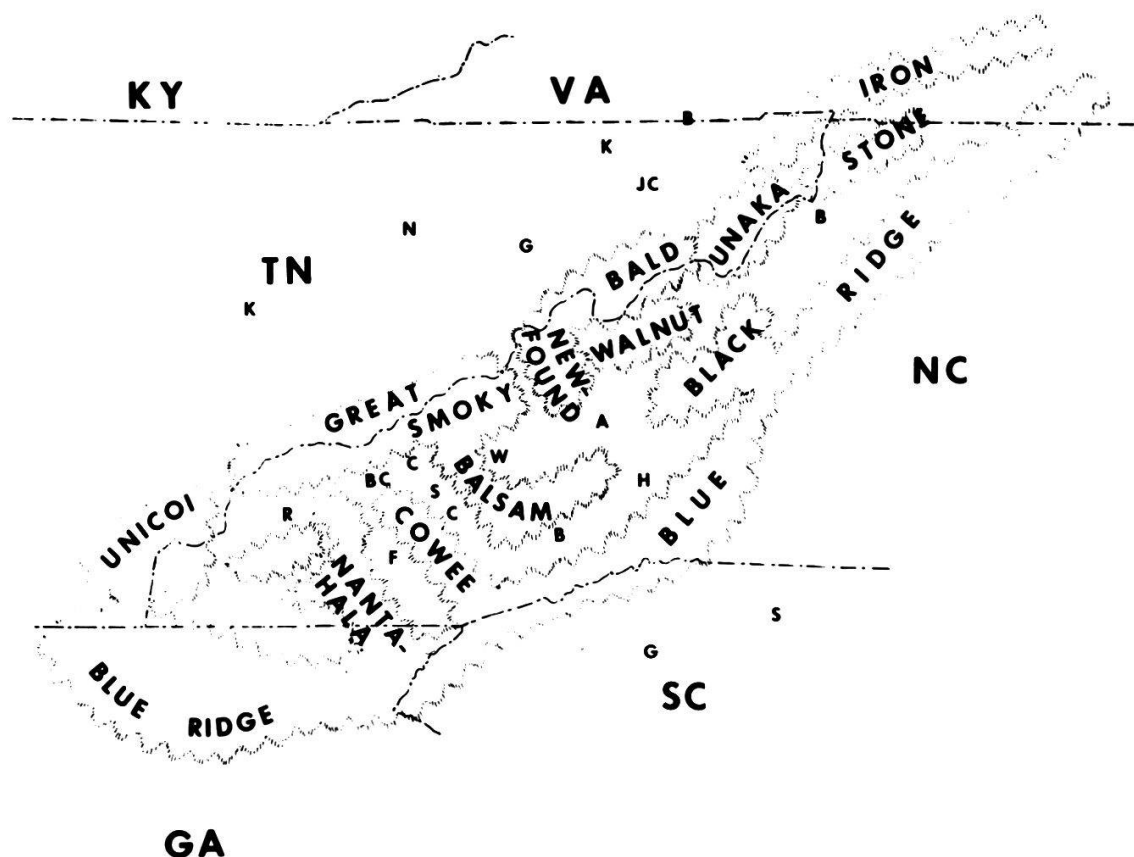 KY
VA
IRON
B
K
STONE
JC
UNAKA
B
N
G
RIDGE
TN
BALD
K
NEW-
FOUND
WALNUT
BLACK
NC
GREAT
SMOKY
A
C
W
BC
S
BALSAM
H
BLUE
R
COWEE
C
UNICOI
B
F
NANTA-
HALA
S
G
BLUE
RIDGE
SC
GA